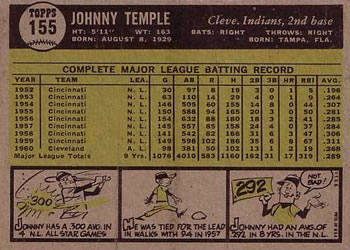 TOPPS
155
JOHNNY TEMPLE
Cleve. Indians, 2nd base
HT: 5'11" WT: 163 BATS: RIGHT THROWS: RIGHT
BORN: AUGUST 8, 1929 BORN: TAMPA, FLA.
COMPLETE MAJOR LEAGUE BATTING RECORD
YEAR TEAM LEA. G AB R H 2B 3B HR RBI AVG.
1952 Cincinnati N. L. 30 97 8 19 3 0 1 5 .196
1953 Cincinnati N. L. 63 110 14 29 4 0 1 9 .264
1954 Cincinnati N. L. 146 505 60 155 14 8 0 44 .307
1955 Cincinnati N. L. 150 588 94 165 20 3 0 50 .281
1956 Cincinnati N. L. 154 632 88 180 18 3 2 41 .285
1957 Cincinnati N. L. 145 557 85 158 24 4 0 37 .284
1958 Cincinnati N. L. 141 542 82 166 31 6 3 47 .306
1959 Cincinnati N. L. 149 598 102 186 35 6 8 67 .311
1960 Cleveland A. L. 98 381 50 102 13 1 2 19 .268
Major League Totals 9 Yrs. 1076 4010 583 1160 162 31 17 319 .289
.300
JOHNNY HAS A .300 AVG. IN
4 N.L. ALL STAR GAMES
HE WAS TIED FOR THE LEAD
IN WALKS WITH 94 IN 1957
.292
NOT BAD!
JOHNNY HAD AN AVG. OF
.292 IN 8 YRS. IN THE N.L.